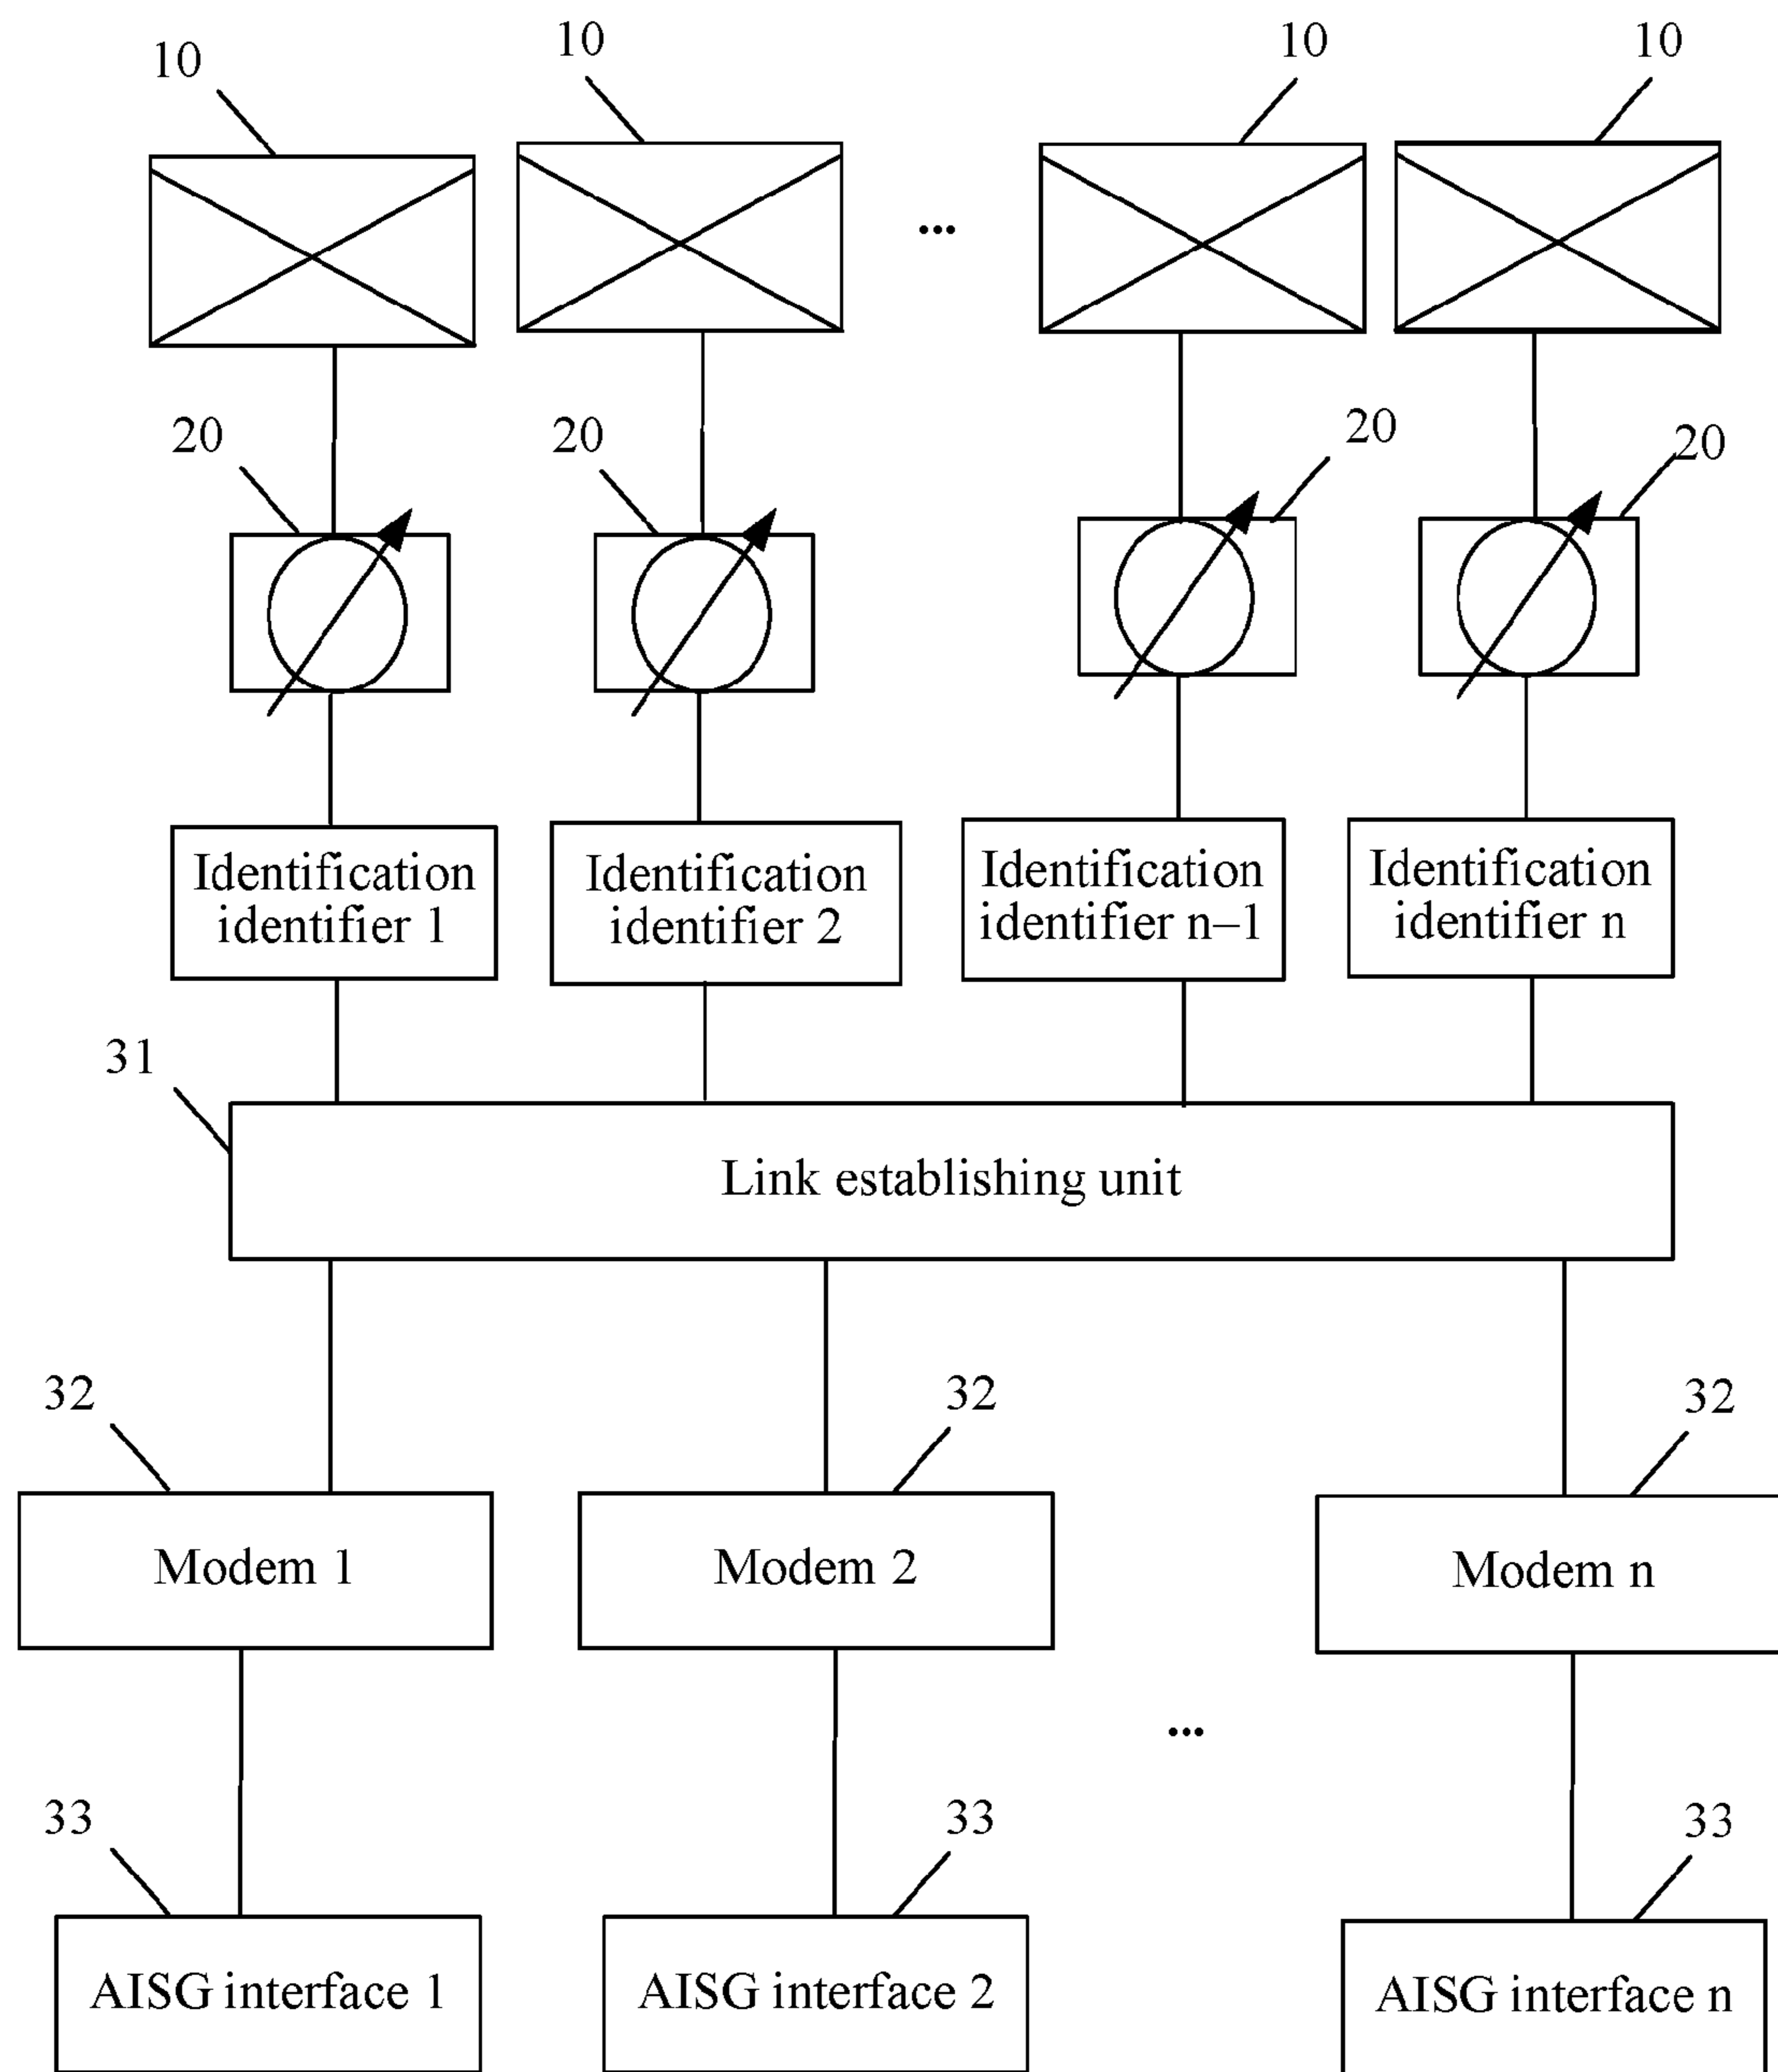 10 10 10 10
...
20 20 20 20
Identification
identifier 1
Identification
identifier 2
Identification
identifier n–1
Identification
identifier n
31
Link establishing unit
32 32 32
Modem 1
Modem 2
Modem n
...
33 33 33
AISG interface 1
AISG interface 2
AISG interface n